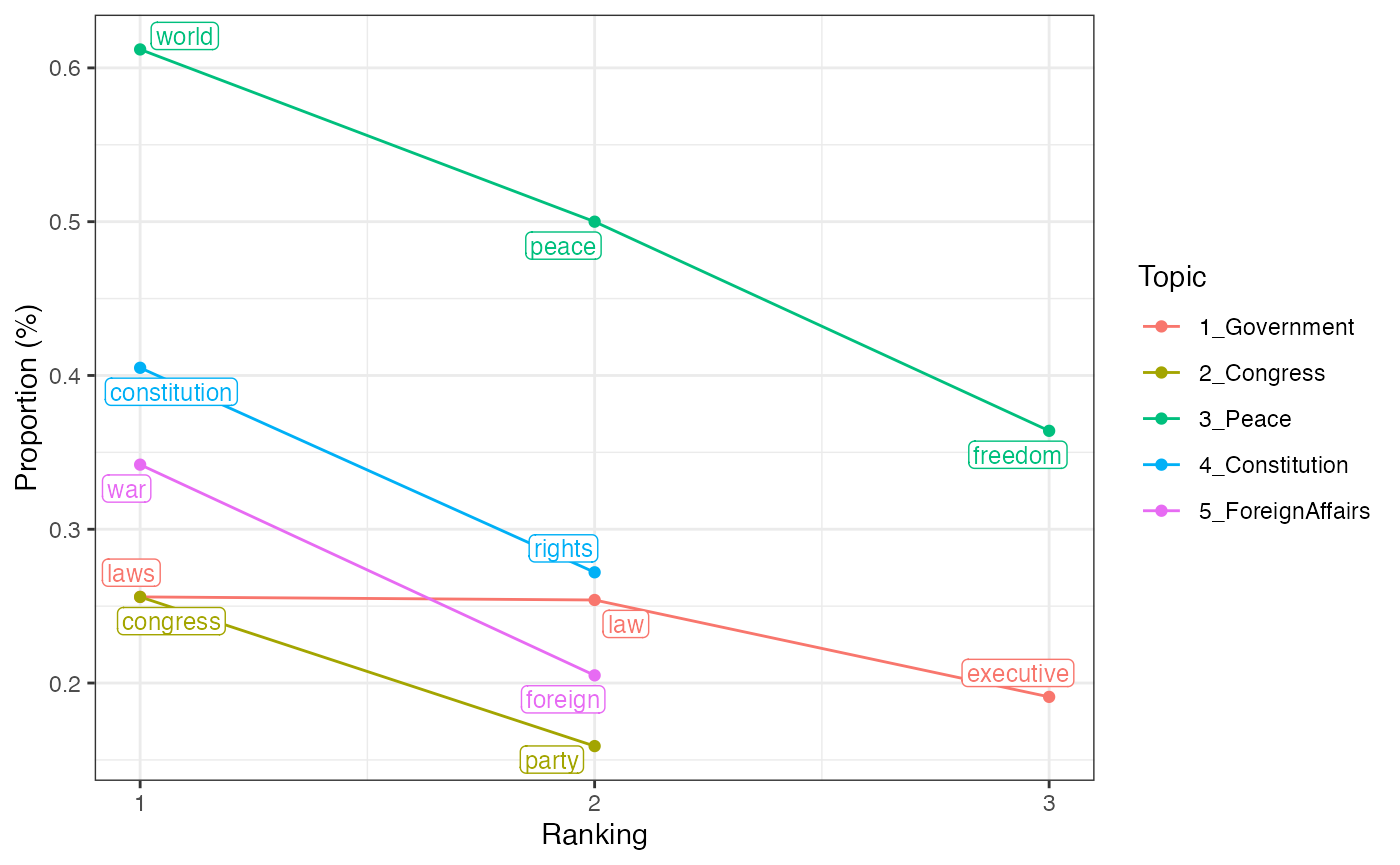 world
0.6
0.5
peace
0.4
constitution
freedom
war
0.3
rights
laws
congress
law
executive
0.2
foreign
party
1
2
3
Ranking
Proportion (%)
Topic
1_Government
2_Congress
3_Peace
4_Constitution
5_ForeignAffairs